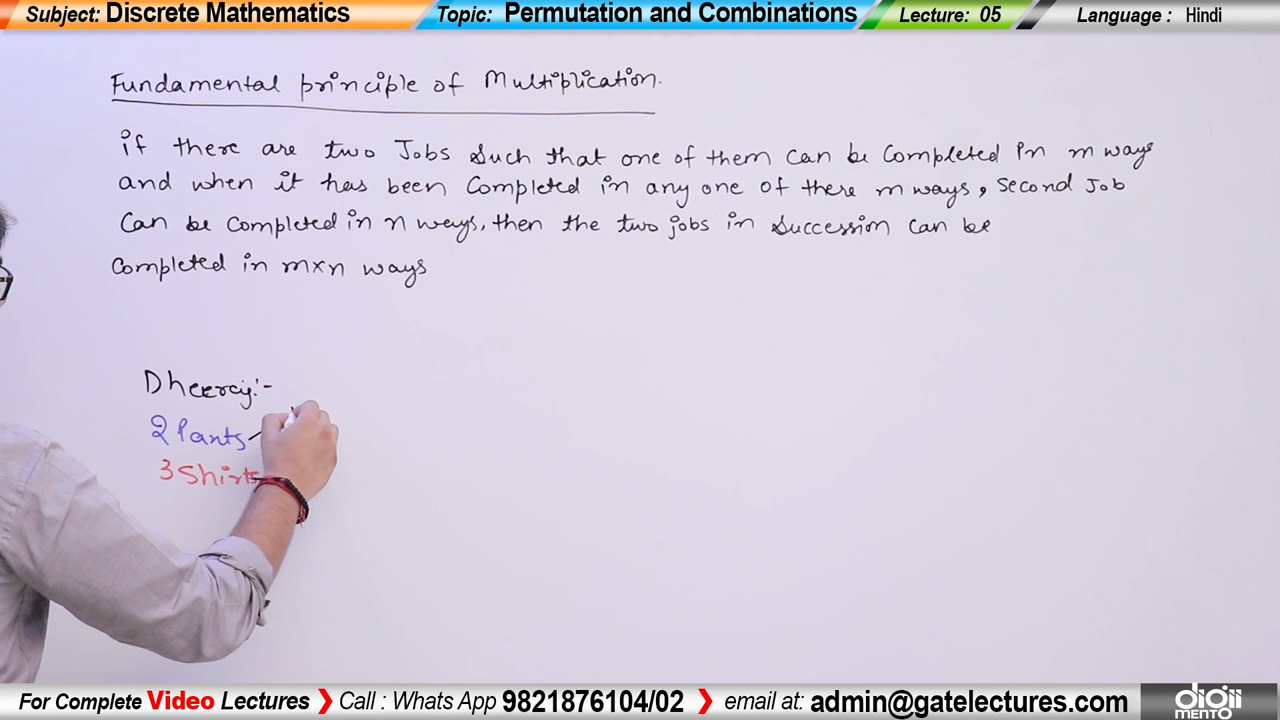 Subject: Discrete Mathematics Topic: Permutation and Combinations Lecture: 05 Language : Hindi
Fundamental principle of Multiplication.
if there are two Jobs Such that one of them can be Completed in m ways
and when it has been Completed in any one of there m ways, Second Job
Can be Completed in n ways, then the two jobs in Succession can be
Completed in m×n ways
Dheeraj:-
2 Pants
3 Shirts
For Complete Video Lectures ❯ Call : Whats App 9821876104/02 ❯ email at: admin@gatelectures.com
digii
MENTO